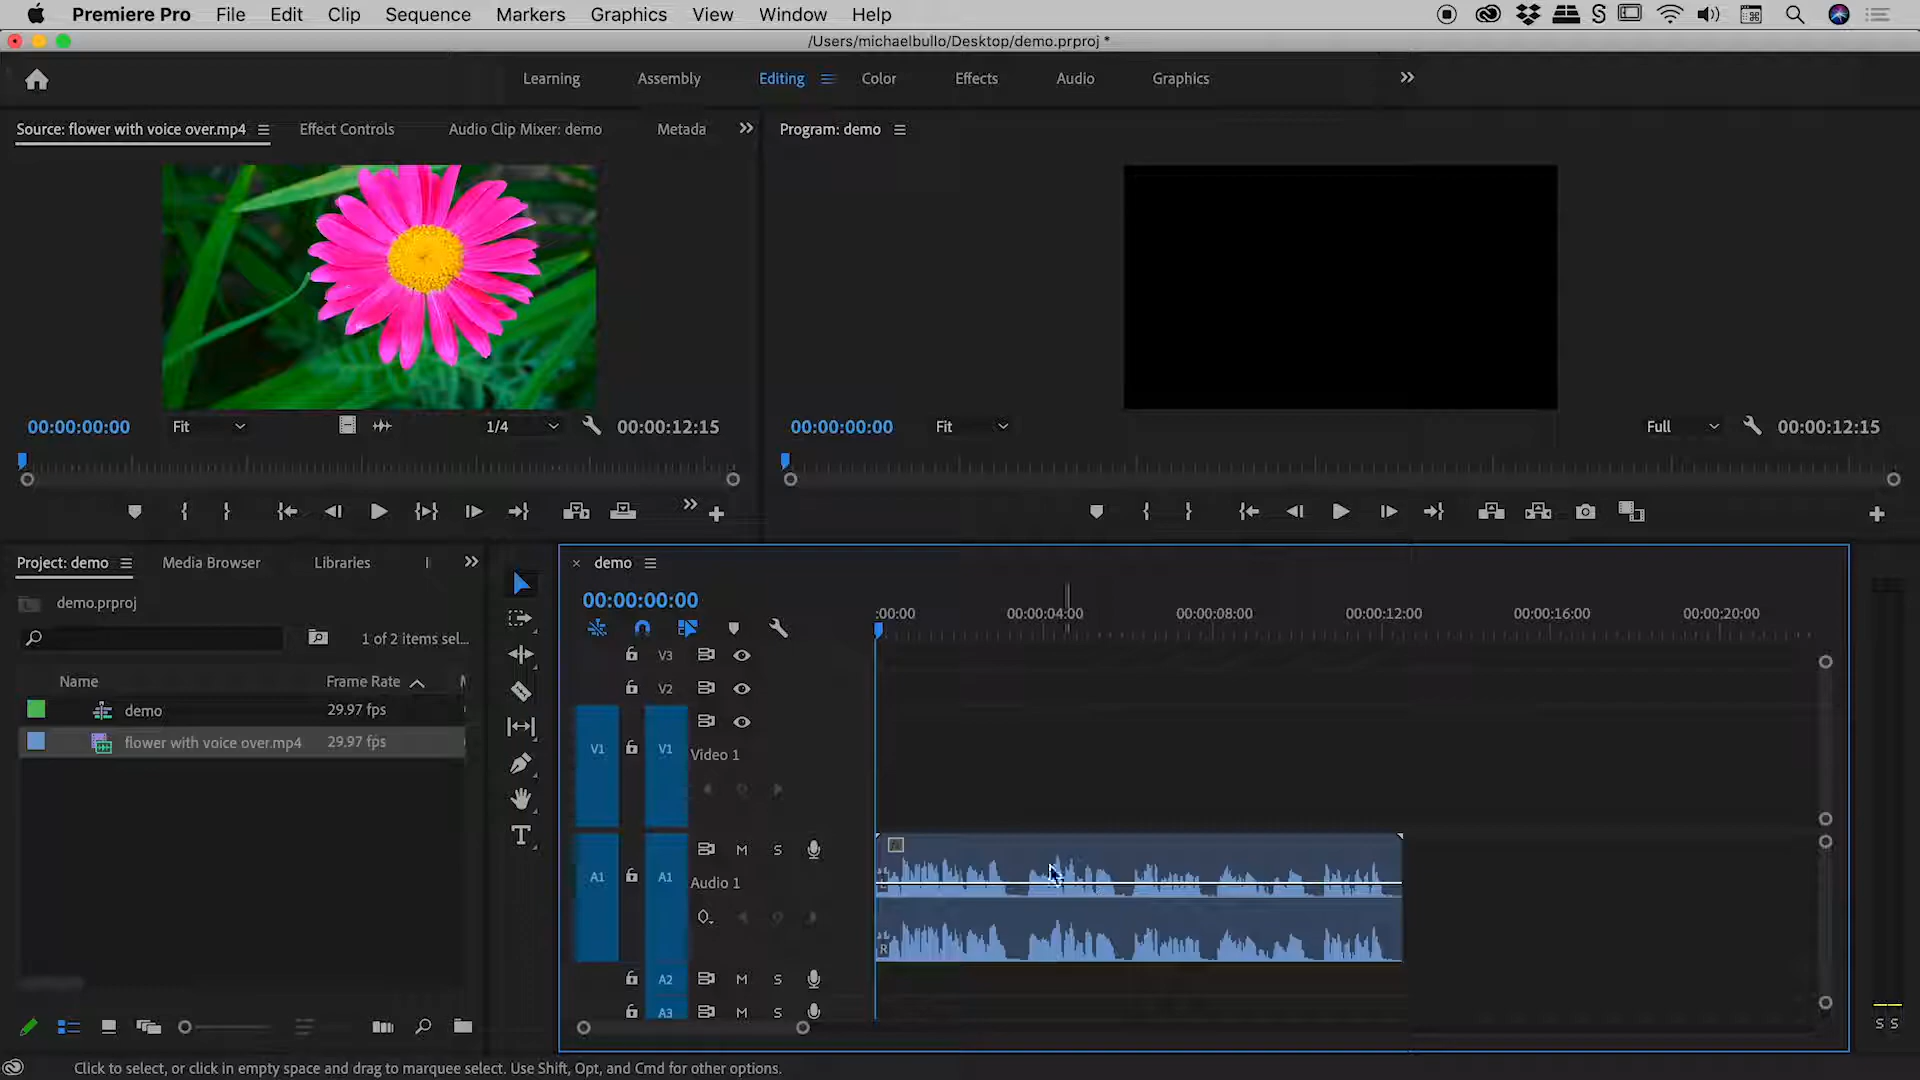 Premiere Pro File Edit Clip Sequence Markers Graphics View Window Help
/Users/michaelbullo/Desktop/demo.prproj *
Learning Assembly Editing Color Effects Audio Graphics
Source: flower with voice over.mp4 Effect Controls Audio Clip Mixer: demo Metada
Program: demo
00:00:00:00 Fit 1/4 00:00:12:15
00:00:00:00 Fit Full 00:00:12:15
Project: demo Media Browser Libraries
demo.prproj
1 of 2 items sel...
Name Frame Rate
demo 29.97 fps
flower with voice over.mp4 29.97 fps
demo
00:00:00:00
:00:00 00:00:04:00 00:00:08:00 00:00:12:00 00:00:16:00 00:00:20:00
V3
V2
V1 V1
Video 1
M S
A1 A1
Audio 1
R
A2 M S
A3 M S
S S
Click to select, or click in empty space and drag to marquee select. Use Shift, Opt, and Cmd for other options.